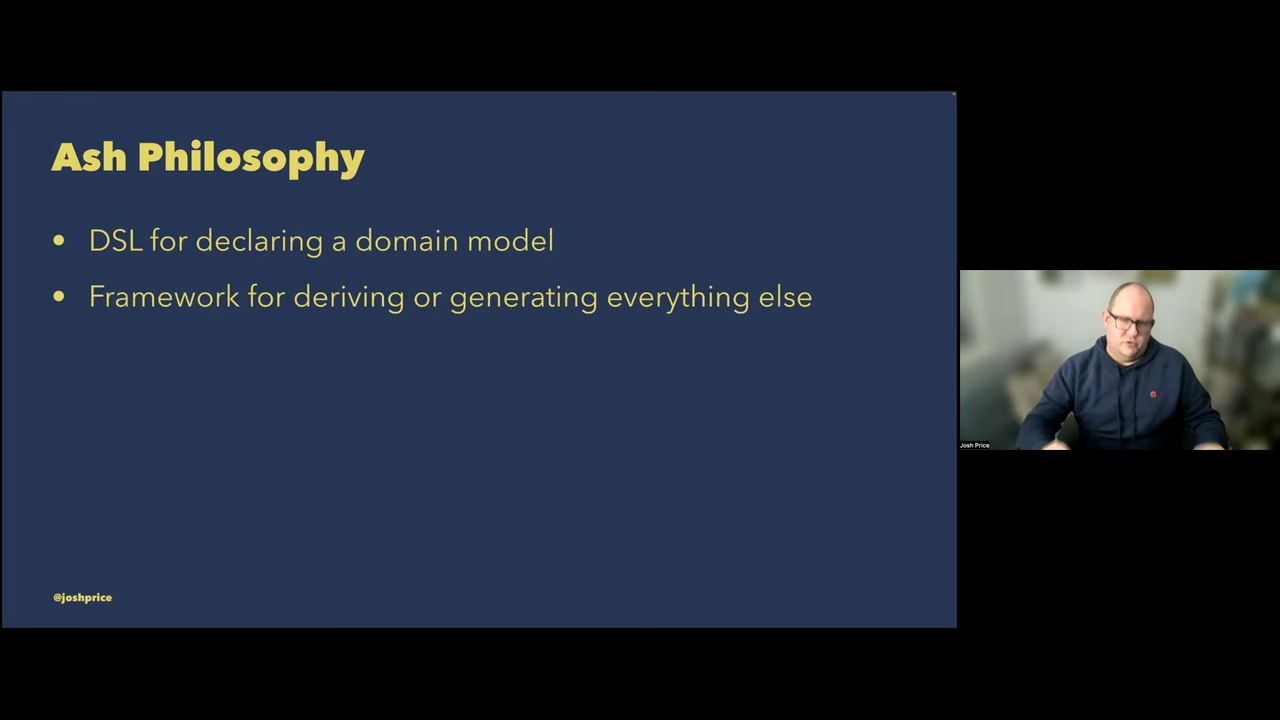 Ash Philosophy
• DSL for declaring a domain model
• Framework for deriving or generating everything else
@joshprice
Josh Price